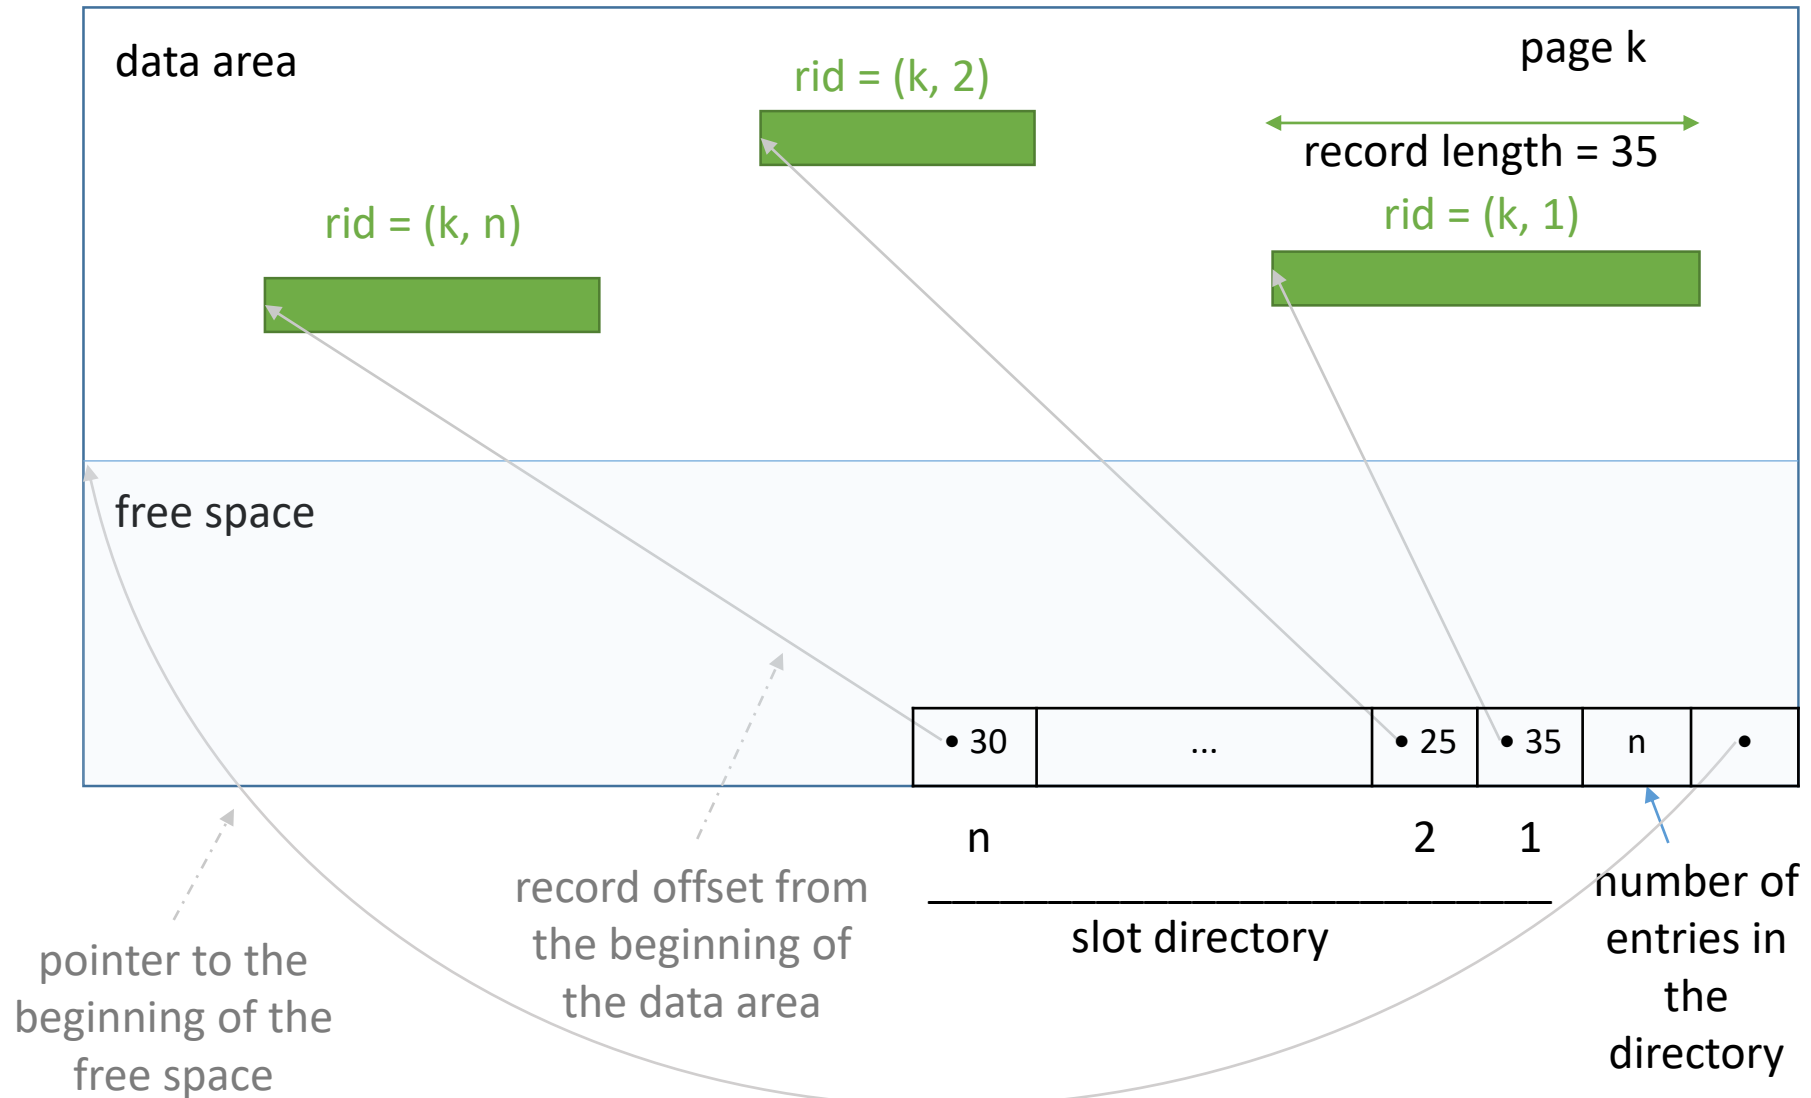 data area
page k
rid = (k, 2)
record length = 35
rid = (k, n)
rid = (k, 1)
free space
• 30 ... • 25 • 35 n •
n 2 1
slot directory
record offset from
the beginning of
the data area
pointer to the
beginning of the
free space
number of
entries in
the
directory